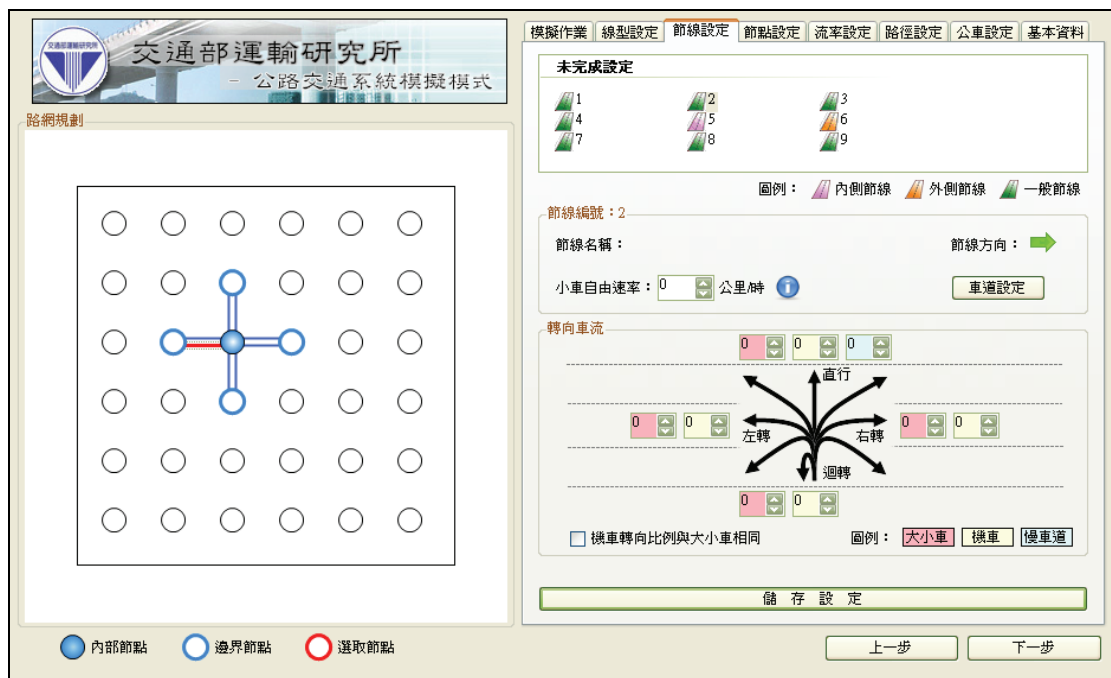 交通部運輸研究所
交通部運輸研究所
- 公路交通系統模擬模式
路網規劃
內部節點 邊界節點 選取節點
模擬作業 線型設定 節線設定 節點設定 流率設定 路徑設定 公車設定 基本資料
未完成設定
1 2 3
4 5 6
7 8 9
圖例： 內側節線 外側節線 一般節線
節線編號：2
節線名稱： 節線方向：
小車自由速率： 0 公里/時 i 車道設定
轉向車流
0 0 0
直行
0 0 左轉 右轉 0 0
迴轉
0 0
機車轉向比例與大小車相同 圖例： 大小車 機車 慢車道
儲 存 設 定
上一步 下一步